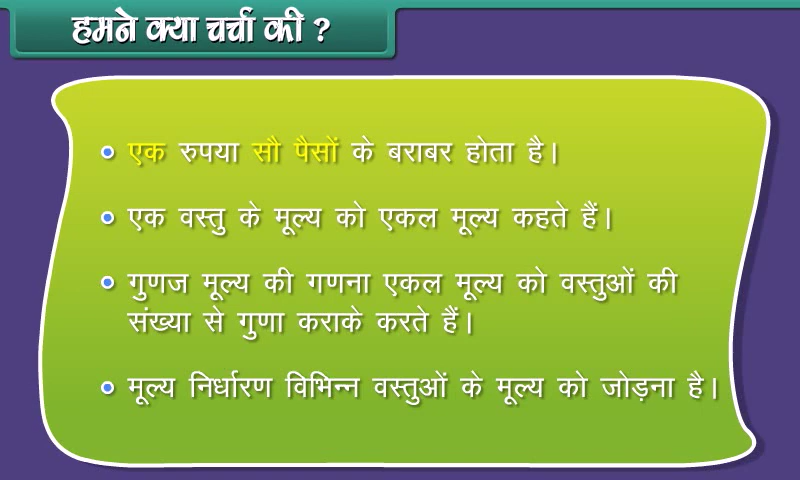 हमने क्या चर्चा की ?
एक रुपया सौ पैसों के बराबर होता है।
एक वस्तु के मूल्य को एकल मूल्य कहते हैं।
गुणज मूल्य की गणना एकल मूल्य को वस्तुओं की
संख्या से गुणा कराके करते हैं।
मूल्य निर्धारण विभिन्न वस्तुओं के मूल्य को जोड़ना है।